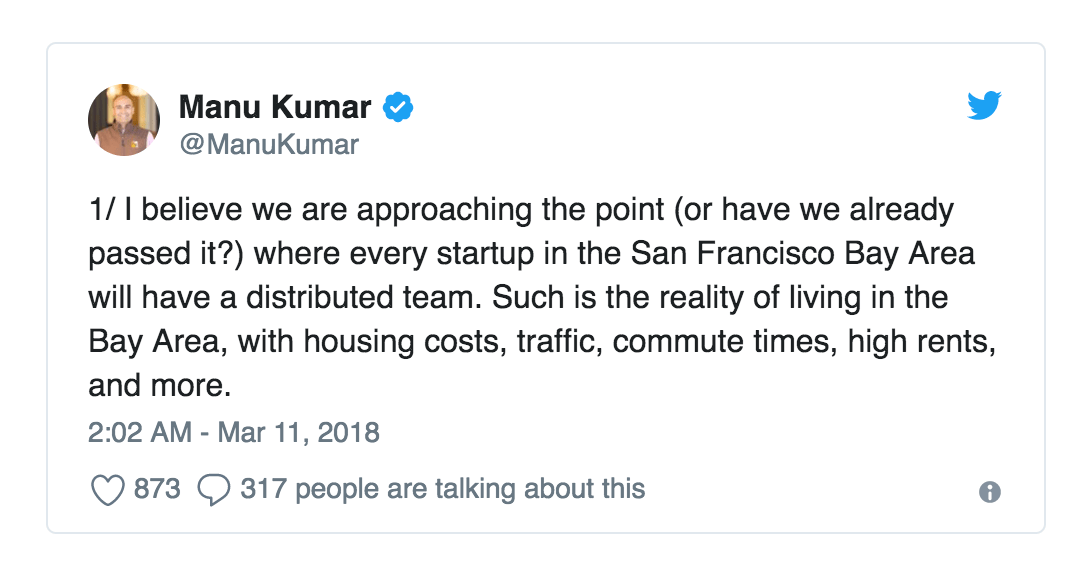 Manu Kumar
@ManuKumar
1/ I believe we are approaching the point (or have we already
passed it?) where every startup in the San Francisco Bay Area
will have a distributed team. Such is the reality of living in the
Bay Area, with housing costs, traffic, commute times, high rents,
and more.
2:02 AM - Mar 11, 2018
873 317 people are talking about this